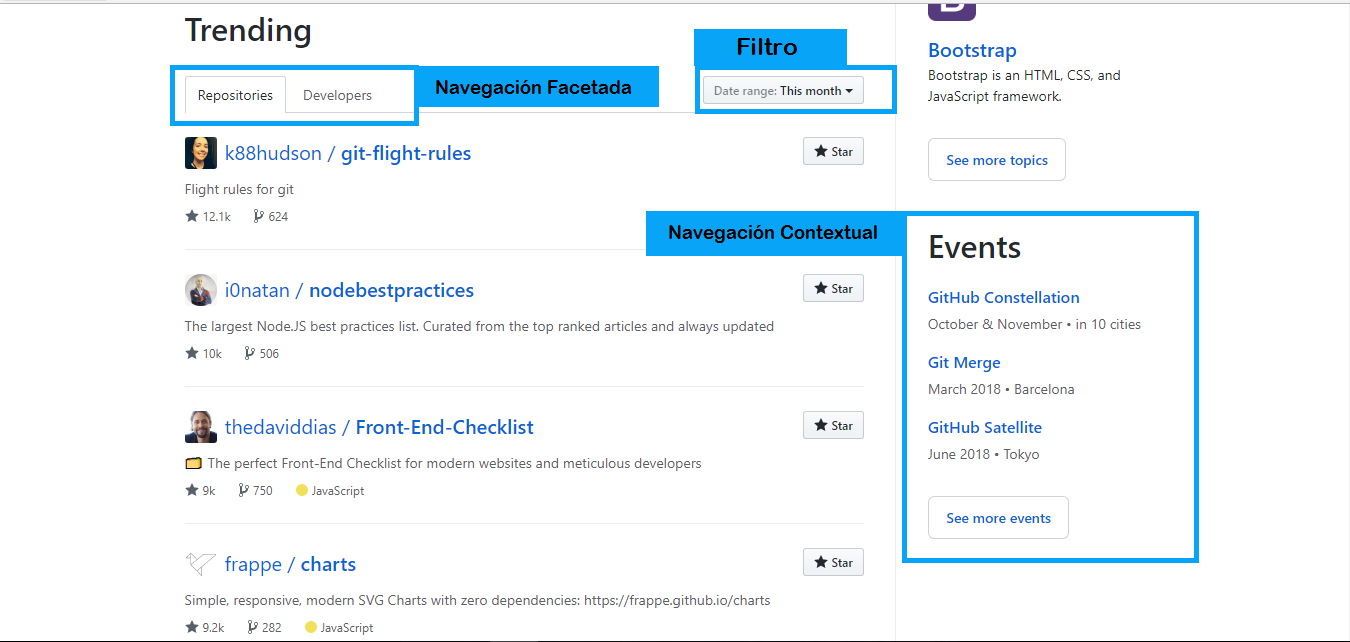 Trending
Filtro
Navegación Facetada
Repositories
Developers
Date range: This month
k88hudson / git-flight-rules
Star
Flight rules for git
12.1k 624
i0natan / nodebestpractices
Star
The largest Node.JS best practices list. Curated from the top ranked articles and always updated
10k 506
thedaviddias / Front-End-Checklist
Star
The perfect Front-End Checklist for modern websites and meticulous developers
9k 750 JavaScript
frappe / charts
Star
Simple, responsive, modern SVG Charts with zero dependencies: https://frappe.github.io/charts
9.2k 282 JavaScript
Bootstrap
Bootstrap is an HTML, CSS, and
JavaScript framework.
See more topics
Navegación Contextual
Events
GitHub Constellation
October & November • in 10 cities
Git Merge
March 2018 • Barcelona
GitHub Satellite
June 2018 • Tokyo
See more events